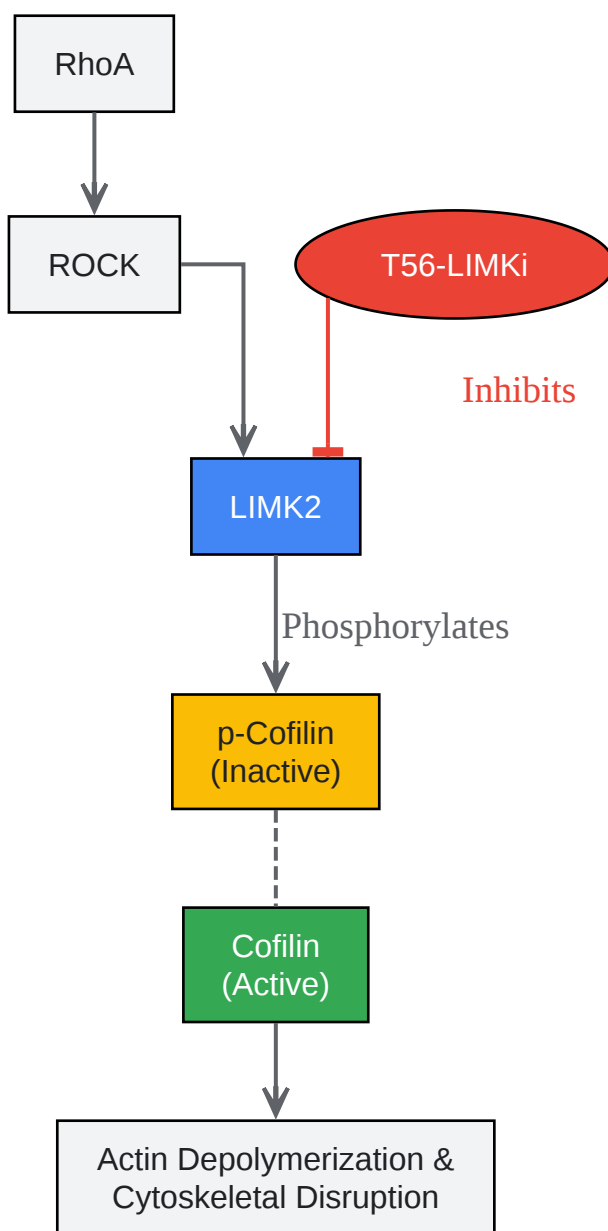 RhoA
ROCK
T56-LIMKi
Inhibits
LIMK2
Phosphorylates
p-Cofilin
(Inactive)
Cofilin
(Active)
Actin Depolymerization &
Cytoskeletal Disruption